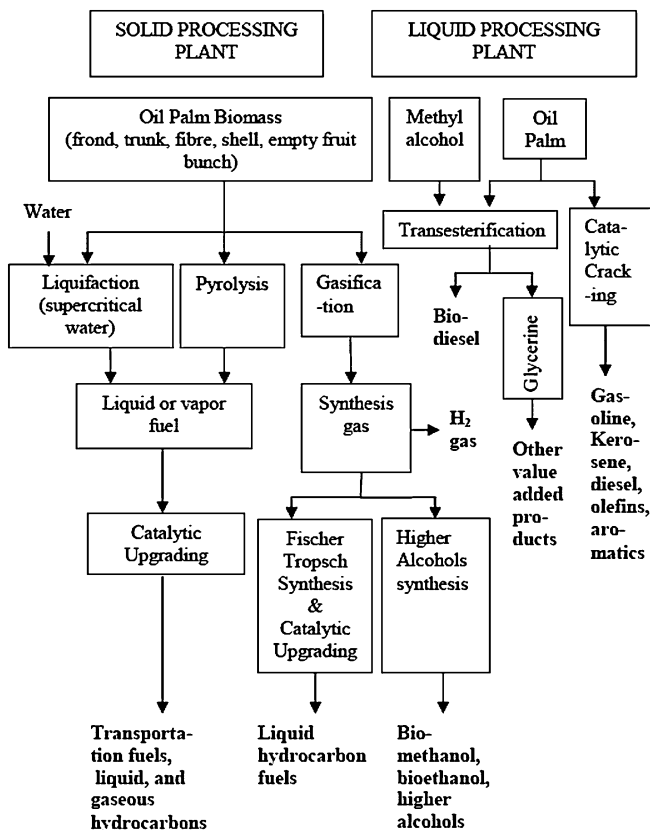 SOLID PROCESSING
PLANT
LIQUID PROCESSING
PLANT
Oil Palm Biomass
(frond, trunk, fibre, shell, empty fruit
bunch)
Methyl
alcohol
Oil
Palm
Water
Liquifaction
(supercritical
water)
Pyrolysis
Gasifica
-tion
Transesterification
Cata-
lytic
Crack
-ing
Bio-
diesel
Glycerine
Liquid or vapor
fuel
Synthesis
gas
H2
gas
Other
value
added
pro-
ducts
Gas-
oline,
Kero-
sene,
diesel,
olefins,
aro-
matics
Catalytic
Upgrading
Fischer
Tropsch
Synthesis
&
Catalytic
Upgrading
Higher
Alcohols
synthesis
Transporta-
tion fuels,
liquid, and
gaseous
hydrocarbons
Liquid
hydrocarbon
fuels
Bio-
methanol,
bioethanol,
higher
alcohols